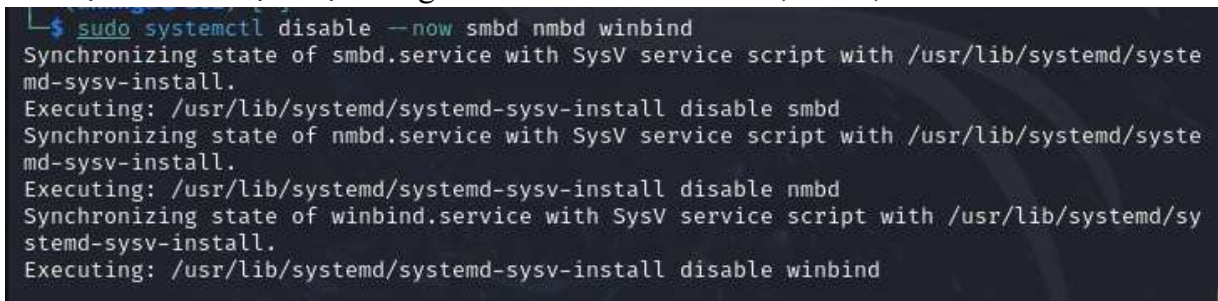 └─$ sudo systemctl disable --now smbd nmbd winbind
Synchronizing state of smbd.service with SysV service script with /usr/lib/systemd/syste
md-sysv-install.
Executing: /usr/lib/systemd/systemd-sysv-install disable smbd
Synchronizing state of nmbd.service with SysV service script with /usr/lib/systemd/syste
md-sysv-install.
Executing: /usr/lib/systemd/systemd-sysv-install disable nmbd
Synchronizing state of winbind.service with SysV service script with /usr/lib/systemd/sy
stemd-sysv-install.
Executing: /usr/lib/systemd/systemd-sysv-install disable winbind